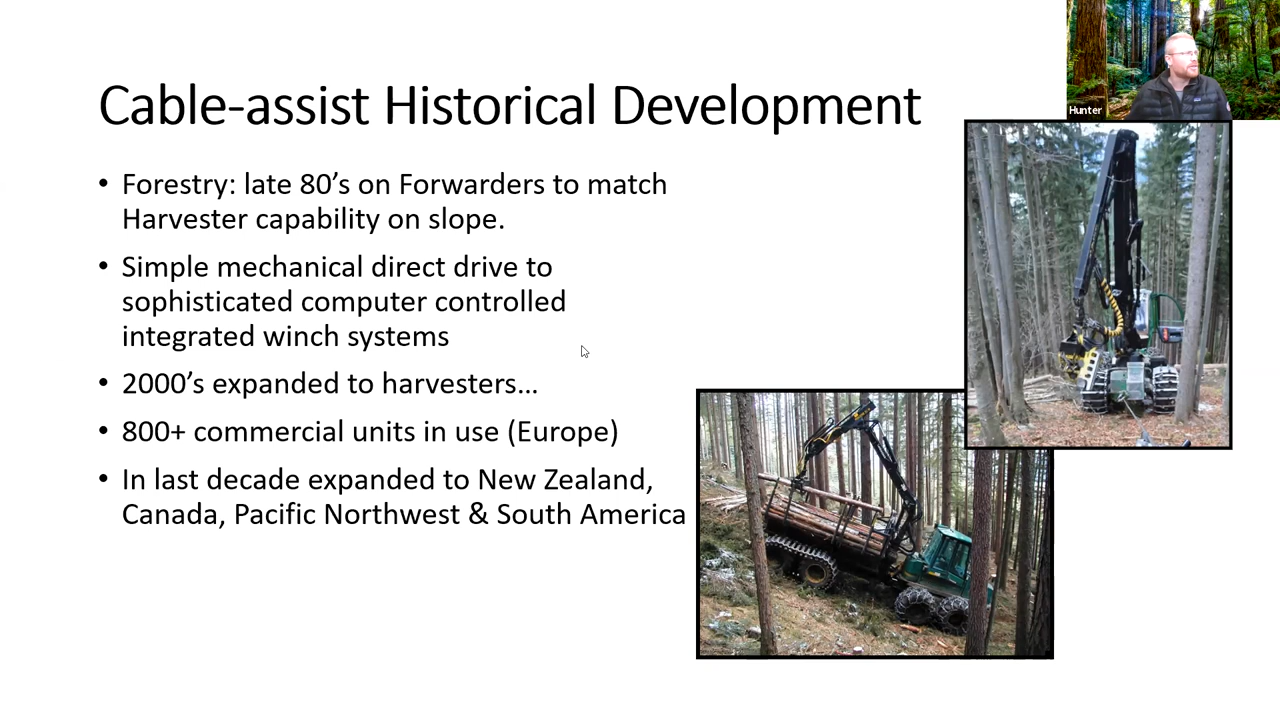 Hunter
Cable-assist Historical Development
• Forestry: late 80’s on Forwarders to match
Harvester capability on slope.
• Simple mechanical direct drive to
sophisticated computer controlled
integrated winch systems
• 2000’s expanded to harvesters…
• 800+ commercial units in use (Europe)
• In last decade expanded to New Zealand,
Canada, Pacific Northwest & South America